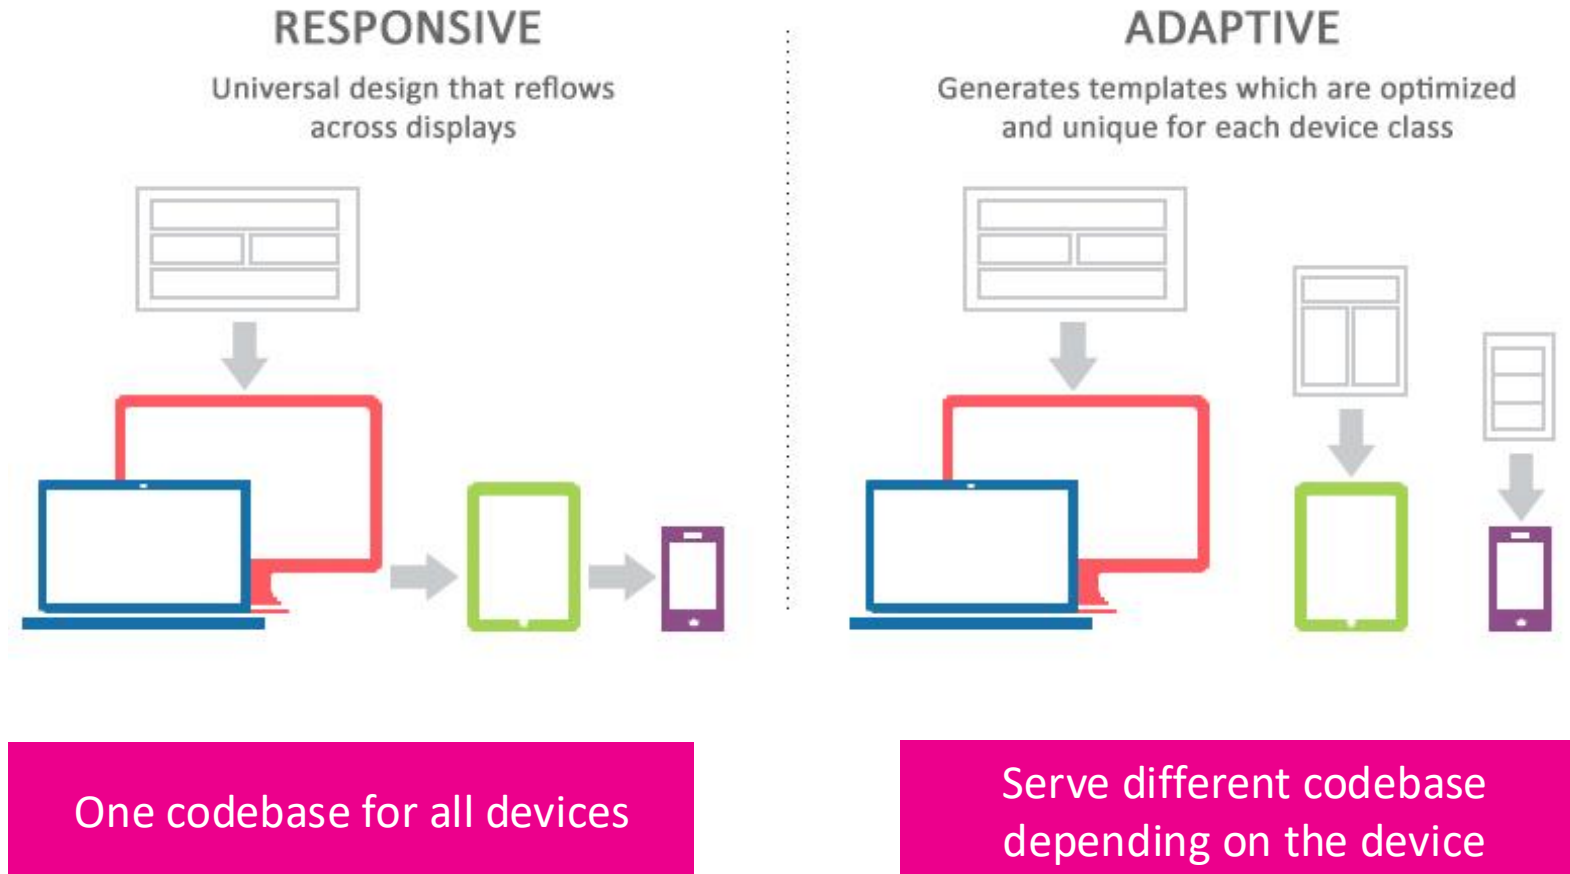 RESPONSIVE
Universal design that reflows
across displays
ADAPTIVE
Generates templates which are optimized
and unique for each device class
One codebase for all devices
Serve different codebase
depending on the device